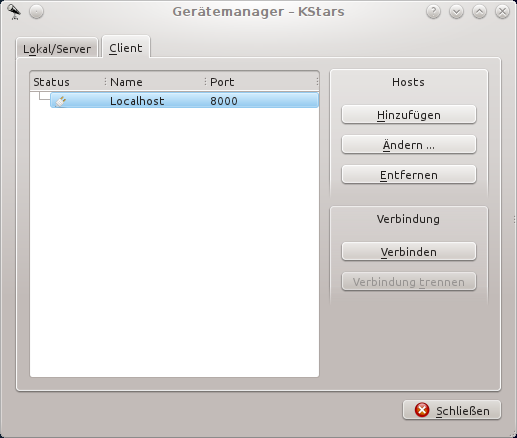 Gerätemanager – KStars
Lokal/Server Client
Status Name Port
Localhost 8000
Hosts
Hinzufügen
Ändern ...
Entfernen
Verbindung
Verbinden
Verbindung trennen
Schließen